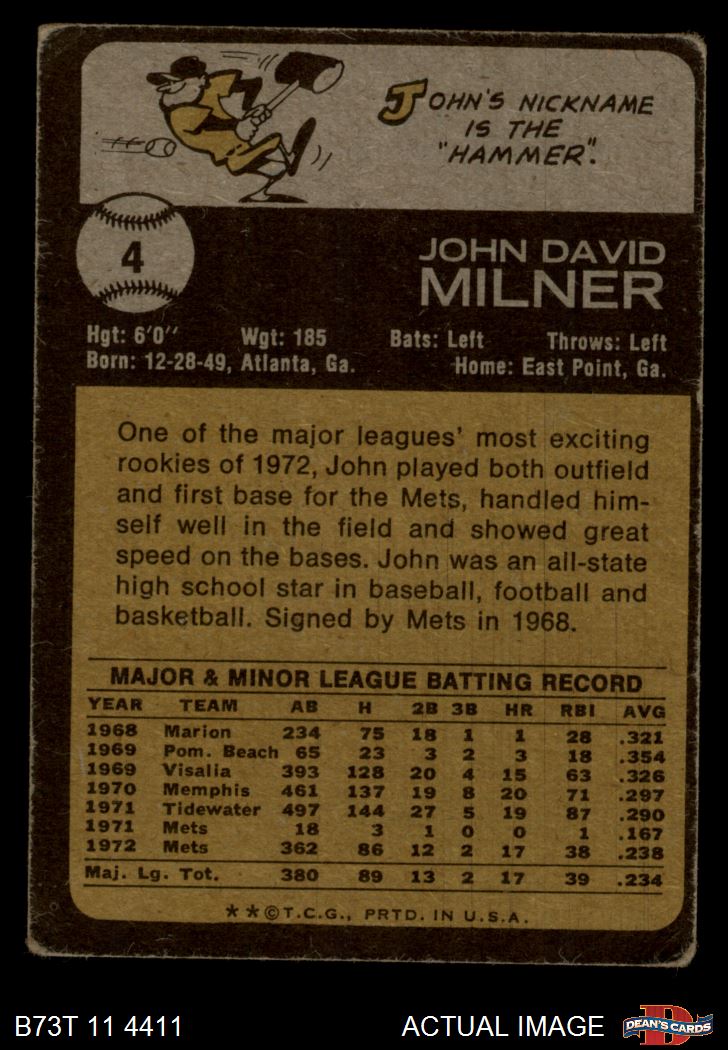 JOHN'S NICKNAME
IS THE
"HAMMER".
4
JOHN DAVID
MILNER
Hgt: 6'0" Wgt: 185 Bats: Left Throws: Left
Born: 12-28-49, Atlanta, Ga. Home: East Point, Ga.
One of the major leagues' most exciting
rookies of 1972, John played both outfield
and first base for the Mets, handled him-
self well in the field and showed great
speed on the bases. John was an all-state
high school star in baseball, football and
basketball. Signed by Mets in 1968.
MAJOR & MINOR LEAGUE BATTING RECORD
YEAR TEAM AB H 2B 3B HR RBI AVG
1968 Marion 234 75 18 1 1 28 .321
1969 Pom. Beach 65 23 3 2 3 18 .354
1969 Visalia 393 128 20 4 15 63 .326
1970 Memphis 461 137 19 8 20 71 .297
1971 Tidewater 497 144 27 5 19 87 .290
1971 Mets 18 3 1 0 0 1 .167
1972 Mets 362 86 12 2 17 38 .238
Maj. Lg. Tot. 380 89 13 2 17 39 .234
**©T.C.G., PRTD. IN U.S.A.
B73T 11 4411 ACTUAL IMAGE D DEAN'S CARDS